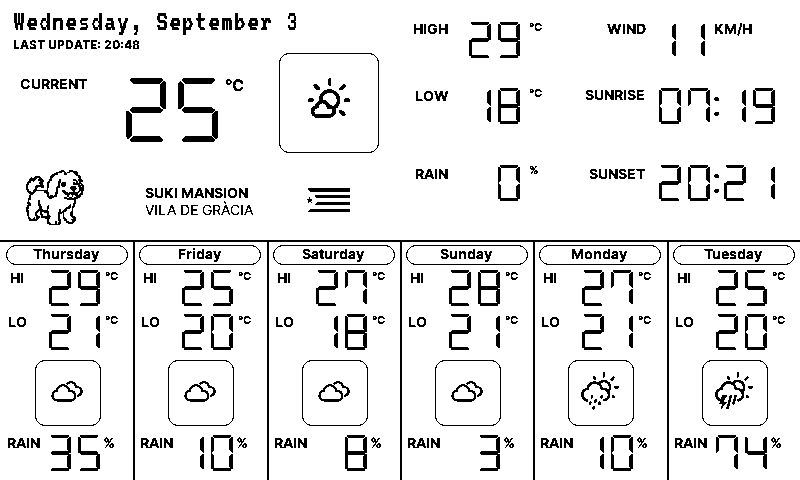 Wednesday, September 3
LAST UPDATE: 20:48
CURRENT 25 °C
SUKI MANSION
VILA DE GRÀCIA
HIGH 29 °C
LOW 18 °C
RAIN 0 %
WIND 11 KM/H
SUNRISE 07:19
SUNSET 20:21
Thursday
HI 29 °C
LO 21 °C
RAIN 35 %
Friday
HI 25 °C
LO 20 °C
RAIN 10 %
Saturday
HI 27 °C
LO 18 °C
RAIN 8 %
Sunday
HI 28 °C
LO 21 °C
RAIN 3 %
Monday
HI 27 °C
LO 21 °C
RAIN 10 %
Tuesday
HI 25 °C
LO 20 °C
RAIN 74 %